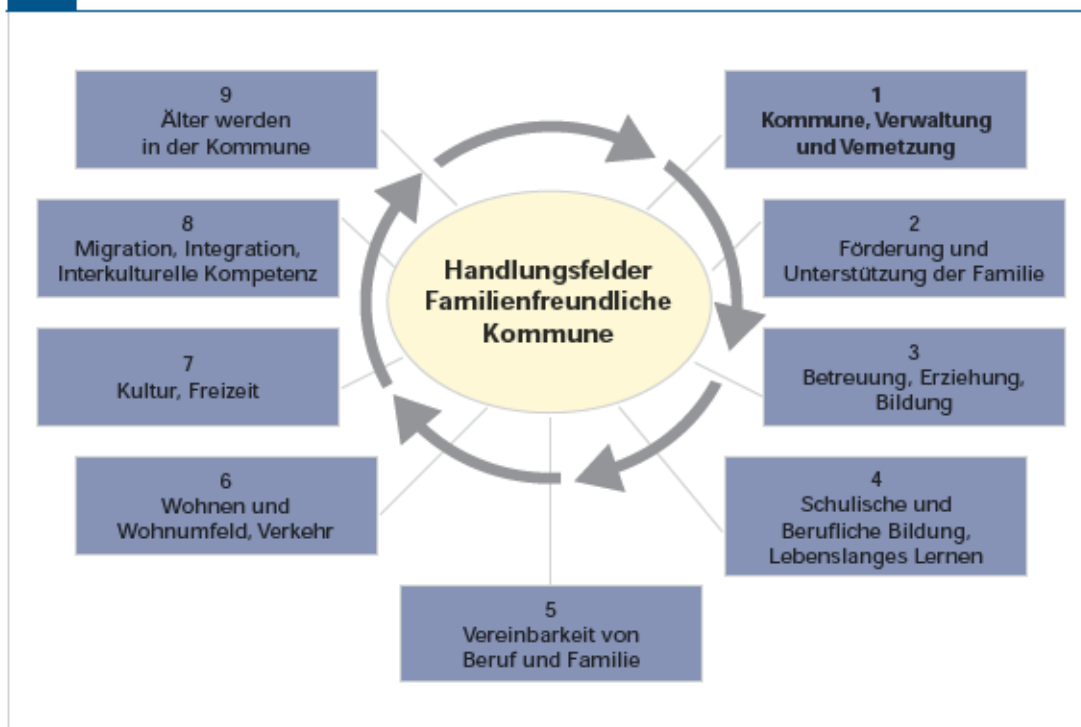 Handlungsfelder
Familienfreundliche
Kommune
1
Kommune, Verwaltung
und Vernetzung
2
Förderung und
Unterstützung der Familie
3
Betreuung, Erziehung,
Bildung
4
Schulische und
Berufliche Bildung,
Lebenslanges Lernen
5
Vereinbarkeit von
Beruf und Familie
6
Wohnen und
Wohnumfeld, Verkehr
7
Kultur, Freizeit
8
Migration, Integration,
Interkulturelle Kompetenz
9
Älter werden
in der Kommune